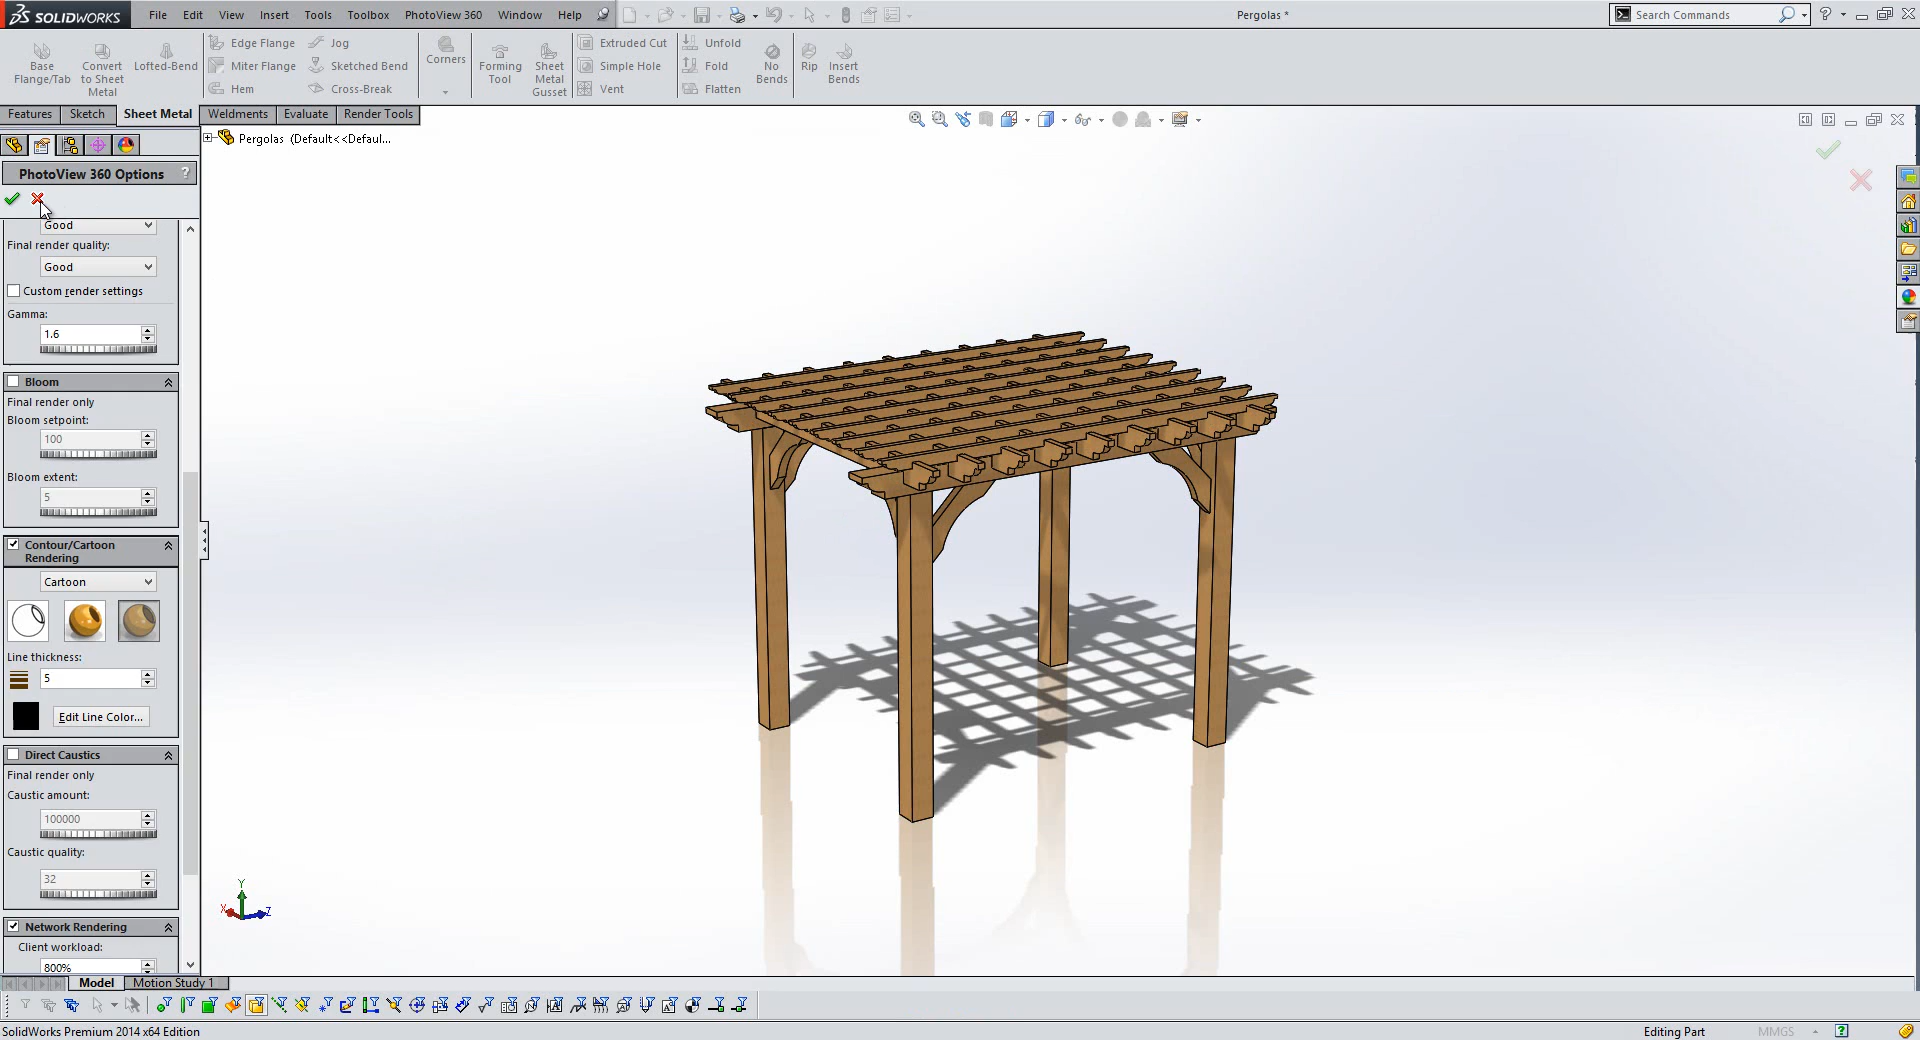 SOLIDWORKS
File Edit View Insert Tools Toolbox PhotoView 360 Window Help
Pergolas *
Search Commands
Base Flange/Tab
Convert to Sheet Metal
Lofted-Bend
Edge Flange
Miter Flange
Hem
Jog
Sketched Bend
Cross-Break
Corners
Forming Tool
Sheet Metal Gusset
Extruded Cut
Simple Hole
Vent
Unfold
Fold
Flatten
No Bends
Rip
Insert Bends
Features Sketch Sheet Metal Weldments Evaluate Render Tools
Pergolas (Default<<Defaul...
PhotoView 360 Options ?
Good
Final render quality:
Good
Custom render settings
Gamma:
1.6
Bloom
Final render only
Bloom setpoint:
100
Bloom extent:
5
Contour/Cartoon
Rendering
Cartoon
Line thickness:
5
Edit Line Color...
Direct Caustics
Final render only
Caustic amount:
100000
Caustic quality:
32
Network Rendering
Client workload:
800%
Y
X
Z
Model Motion Study 1
SolidWorks Premium 2014 x64 Edition
Editing Part
MMGS